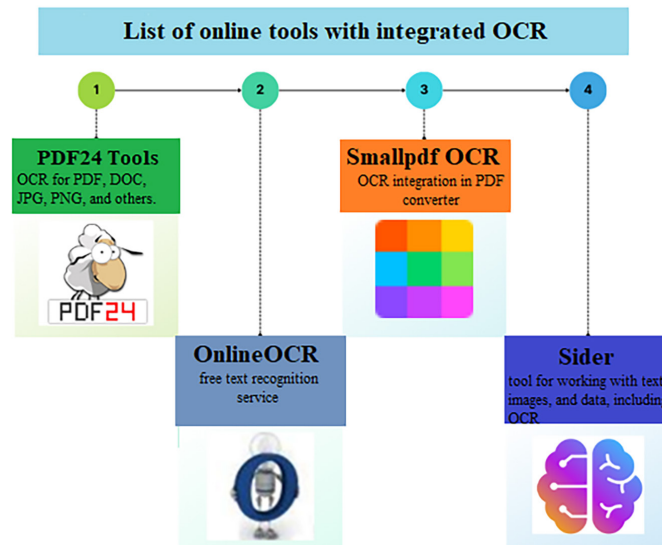 List of online tools with integrated OCR
1
2
3
4
PDF24 Tools
OCR for PDF, DOC,
JPG, PNG, and others.
PDF24
OnlineOCR
free text recognition
service
Smallpdf OCR
OCR integration in PDF
converter
Sider
tool for working with text
images, and data, including
OCR